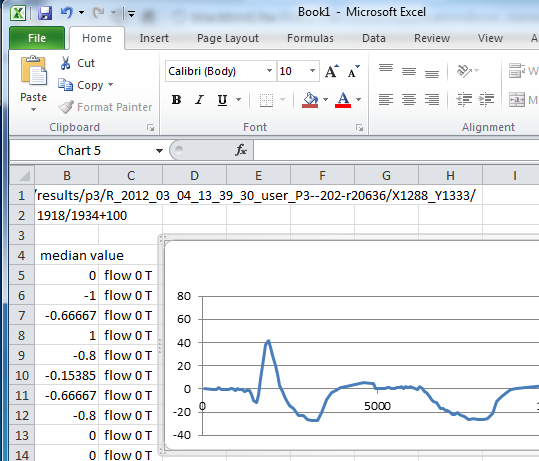 Book1 - Microsoft Excel
File Home Insert Page Layout Formulas Data Review View
Cut
Copy
Format Painter
Paste
Clipboard
Calibri (Body) 10 A A
B I U A
Font
Alignment
Chart 5 fx
B C D E F G H I
1 /results/p3/R_2012_03_04_13_39_30_user_P3--202-r20636/X1288_Y1333/
2 1918/1934+100
3
4 median value
5 0 flow 0 T
6 -1 flow 0 T
7 -0.66667 flow 0 T
8 1 flow 0 T
9 -0.8 flow 0 T
10 -0.15385 flow 0 T
11 -0.66667 flow 0 T
12 -0.8 flow 0 T
13 0 flow 0 T
14 0 flow 0 T
80
60
40
20
0
-20
-40
0 5000